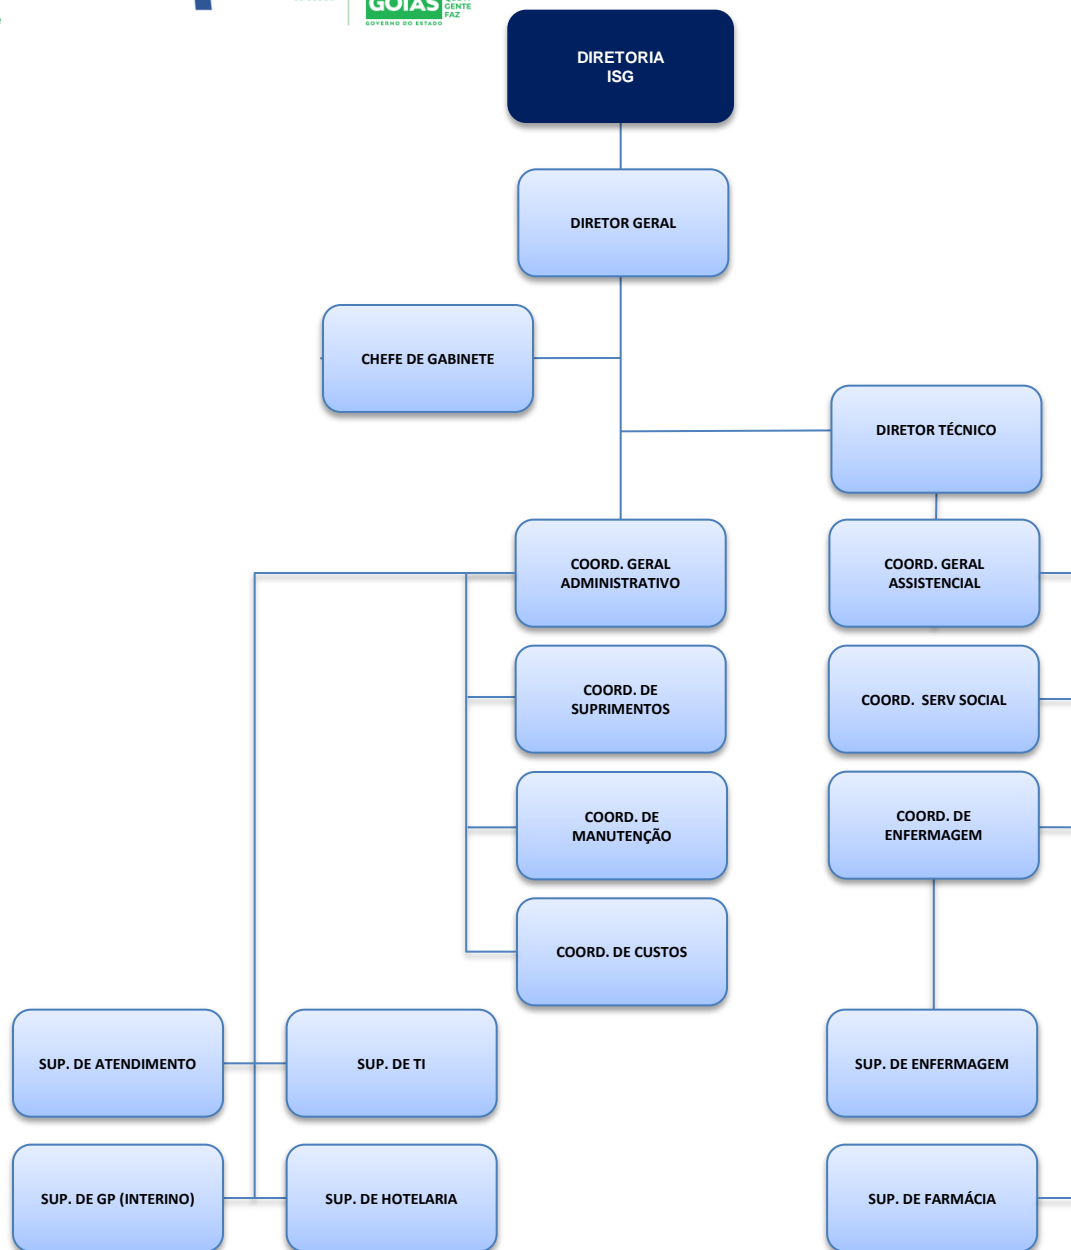 GOIÁS
GENTE
FAZ
GOVERNO DO ESTADO
DIRETORIA
ISG
DIRETOR GERAL
CHEFE DE GABINETE
DIRETOR TÉCNICO
COORD. GERAL
ADMINISTRATIVO
COORD. GERAL
ASSISTENCIAL
COORD. DE
SUPRIMENTOS
COORD. SERV SOCIAL
COORD. DE
MANUTENÇÃO
COORD. DE
ENFERMAGEM
COORD. DE CUSTOS
SUP. DE ATENDIMENTO
SUP. DE TI
SUP. DE ENFERMAGEM
SUP. DE GP (INTERINO)
SUP. DE HOTELARIA
SUP. DE FARMÁCIA